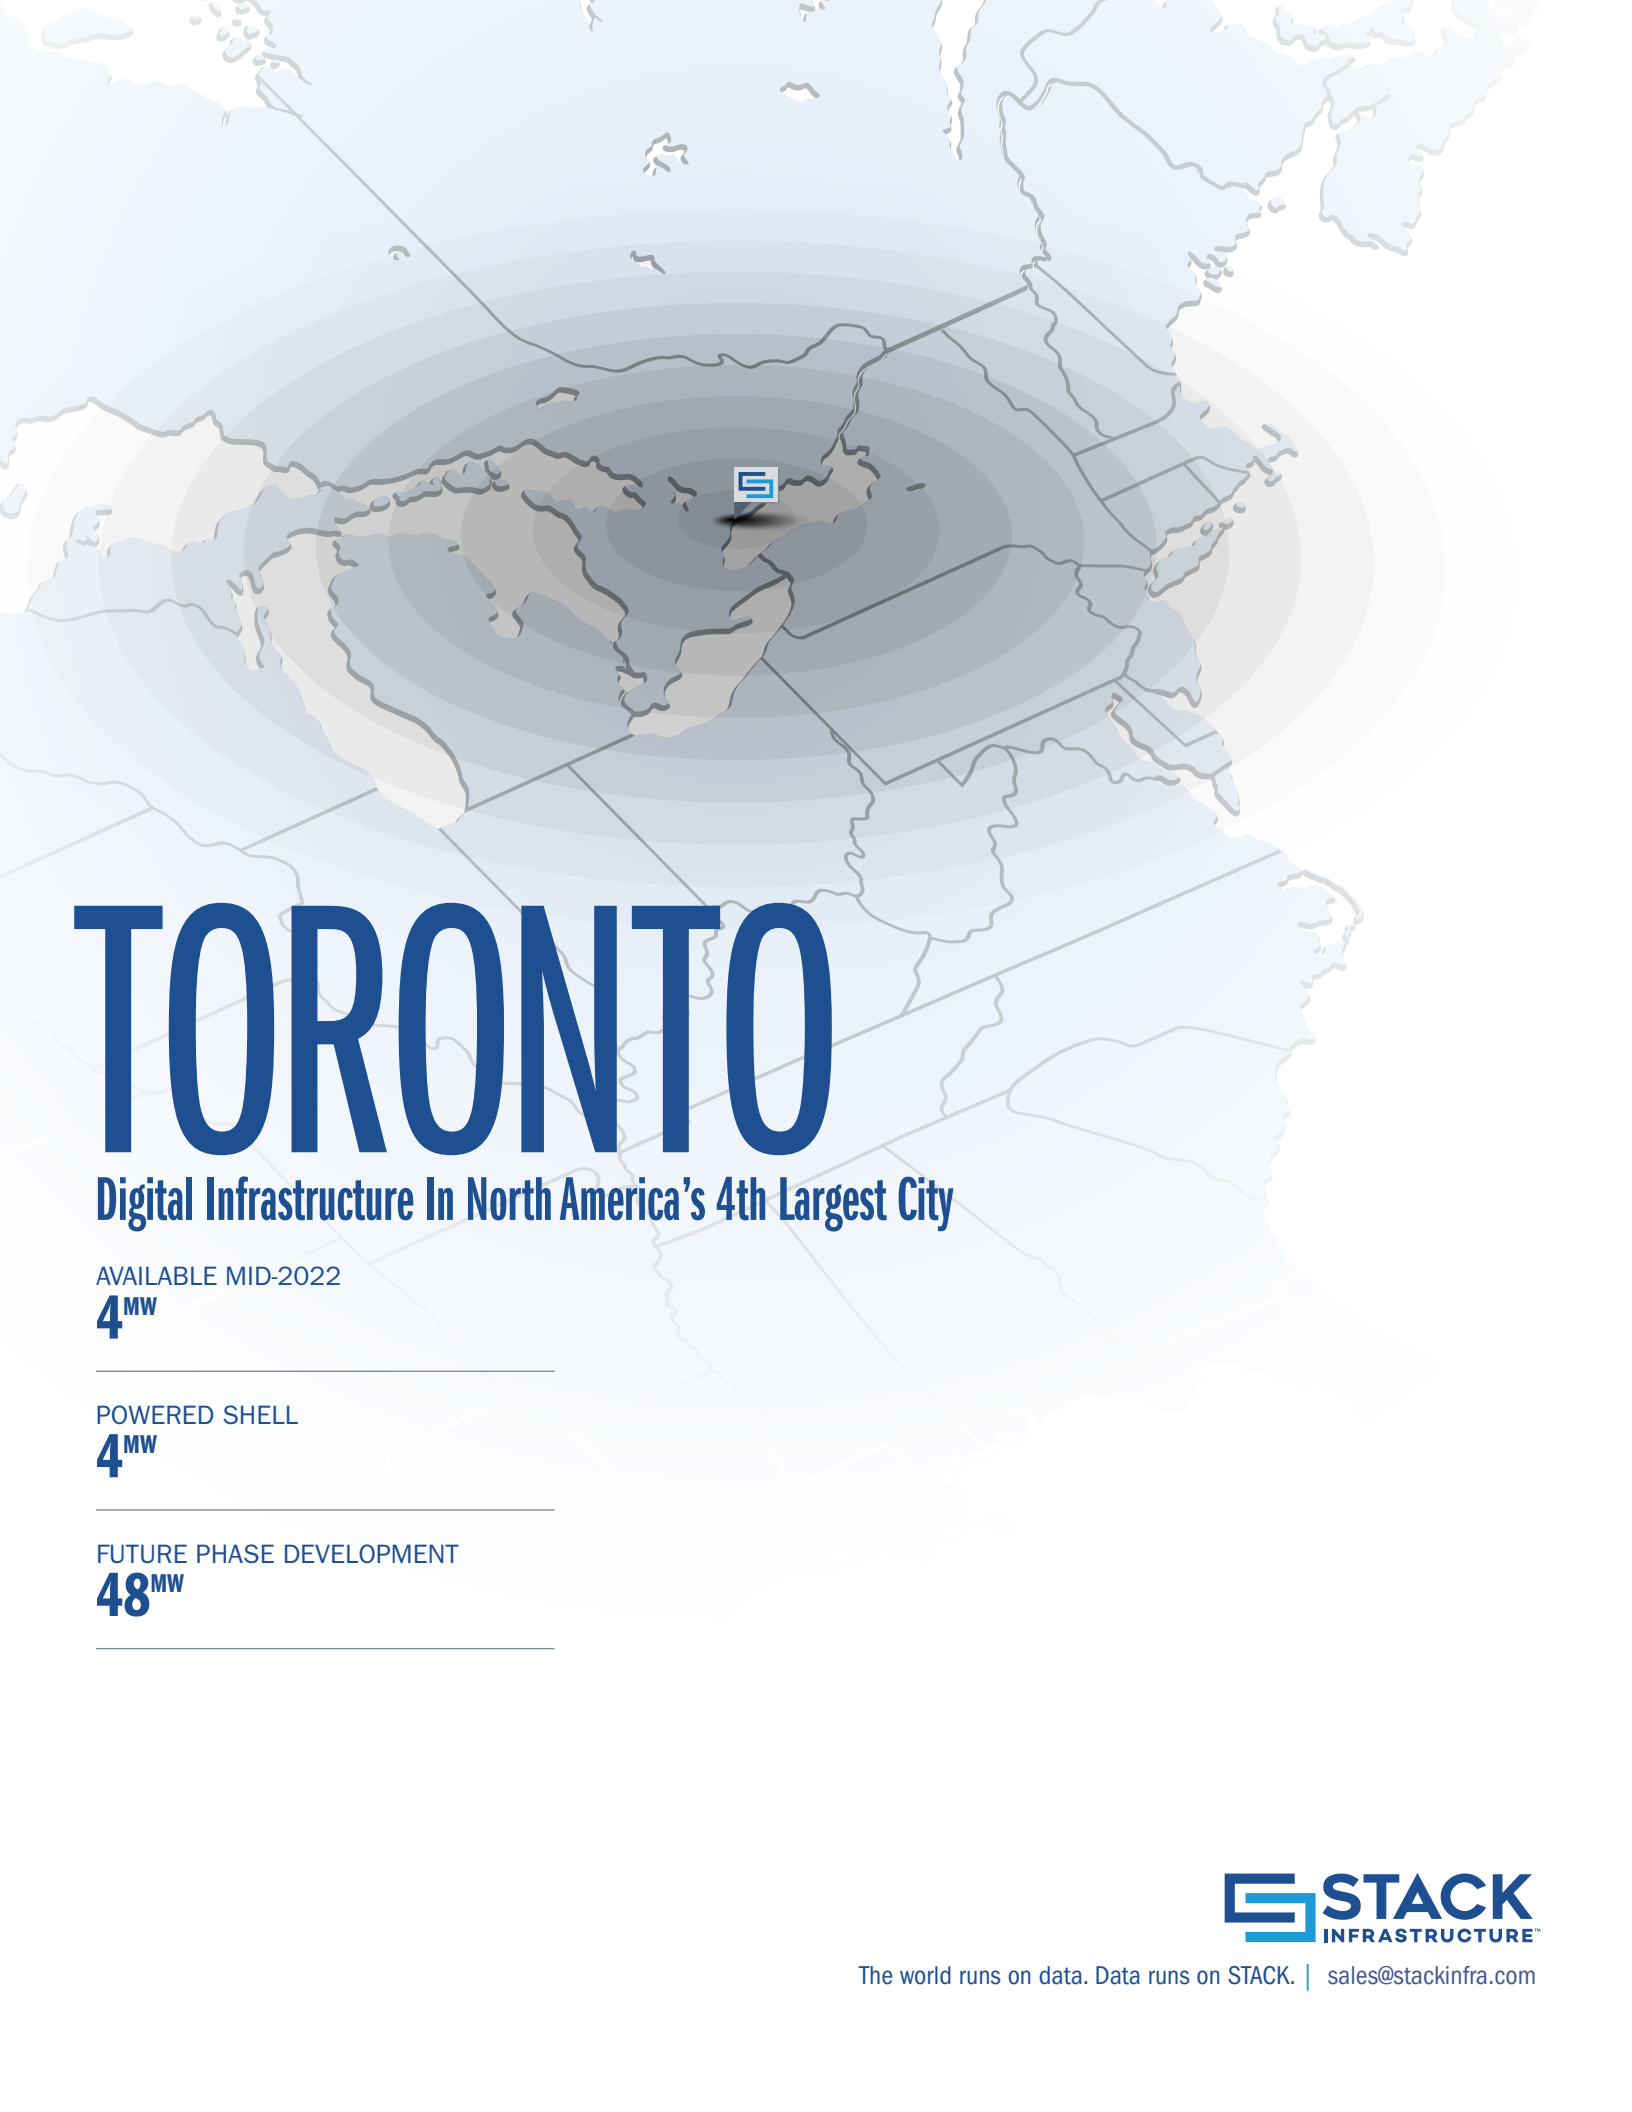 TORONTO
Digital Infrastructure In North America's 4th Largest City
AVAILABLE MID-2022
4MW
POWERED SHELL
4MW
FUTURE PHASE DEVELOPMENT
48MW
STACK
INFRASTRUCTURE™
The world runs on data. Data runs on STACK. | sales@stackinfra.com